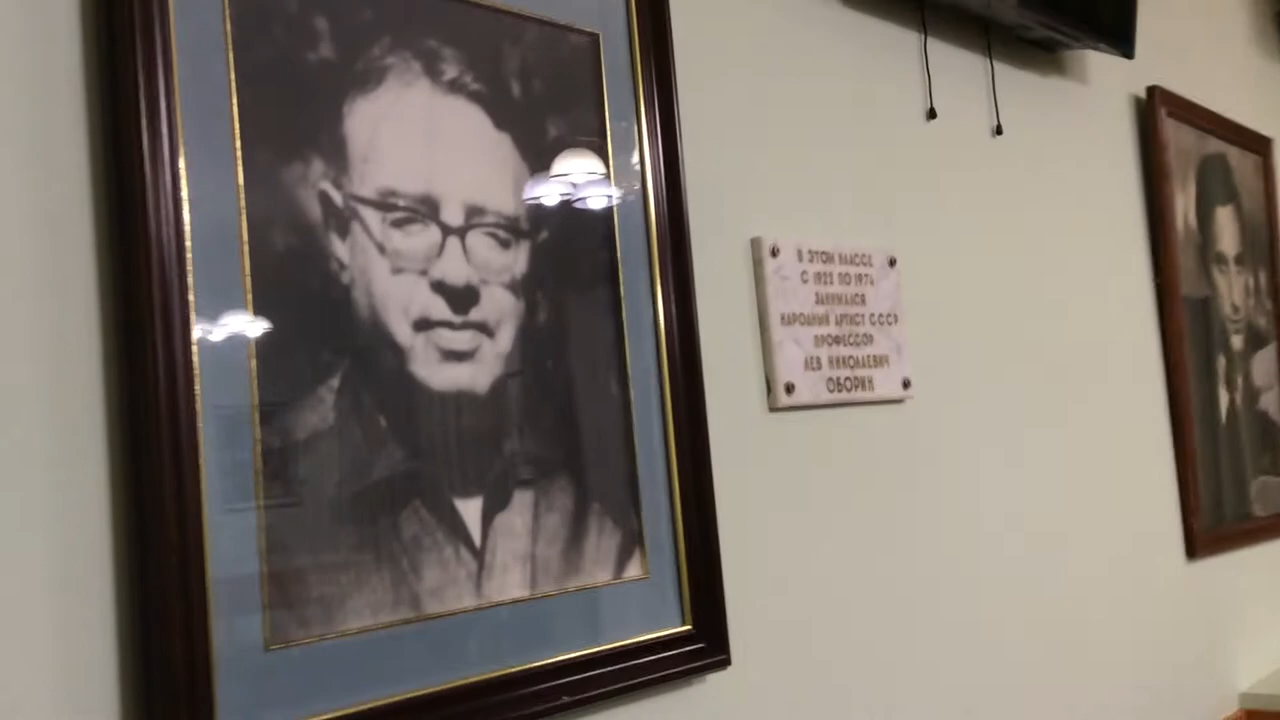 В ЭТОМ КЛАССЕ
С 1922 ПО 1974
ЗАНИМАЛСЯ
НАРОДНЫЙ АРТИСТ СССР
ПРОФЕССОР
ЛЕВ НИКОЛАЕВИЧ
ОБОРИН